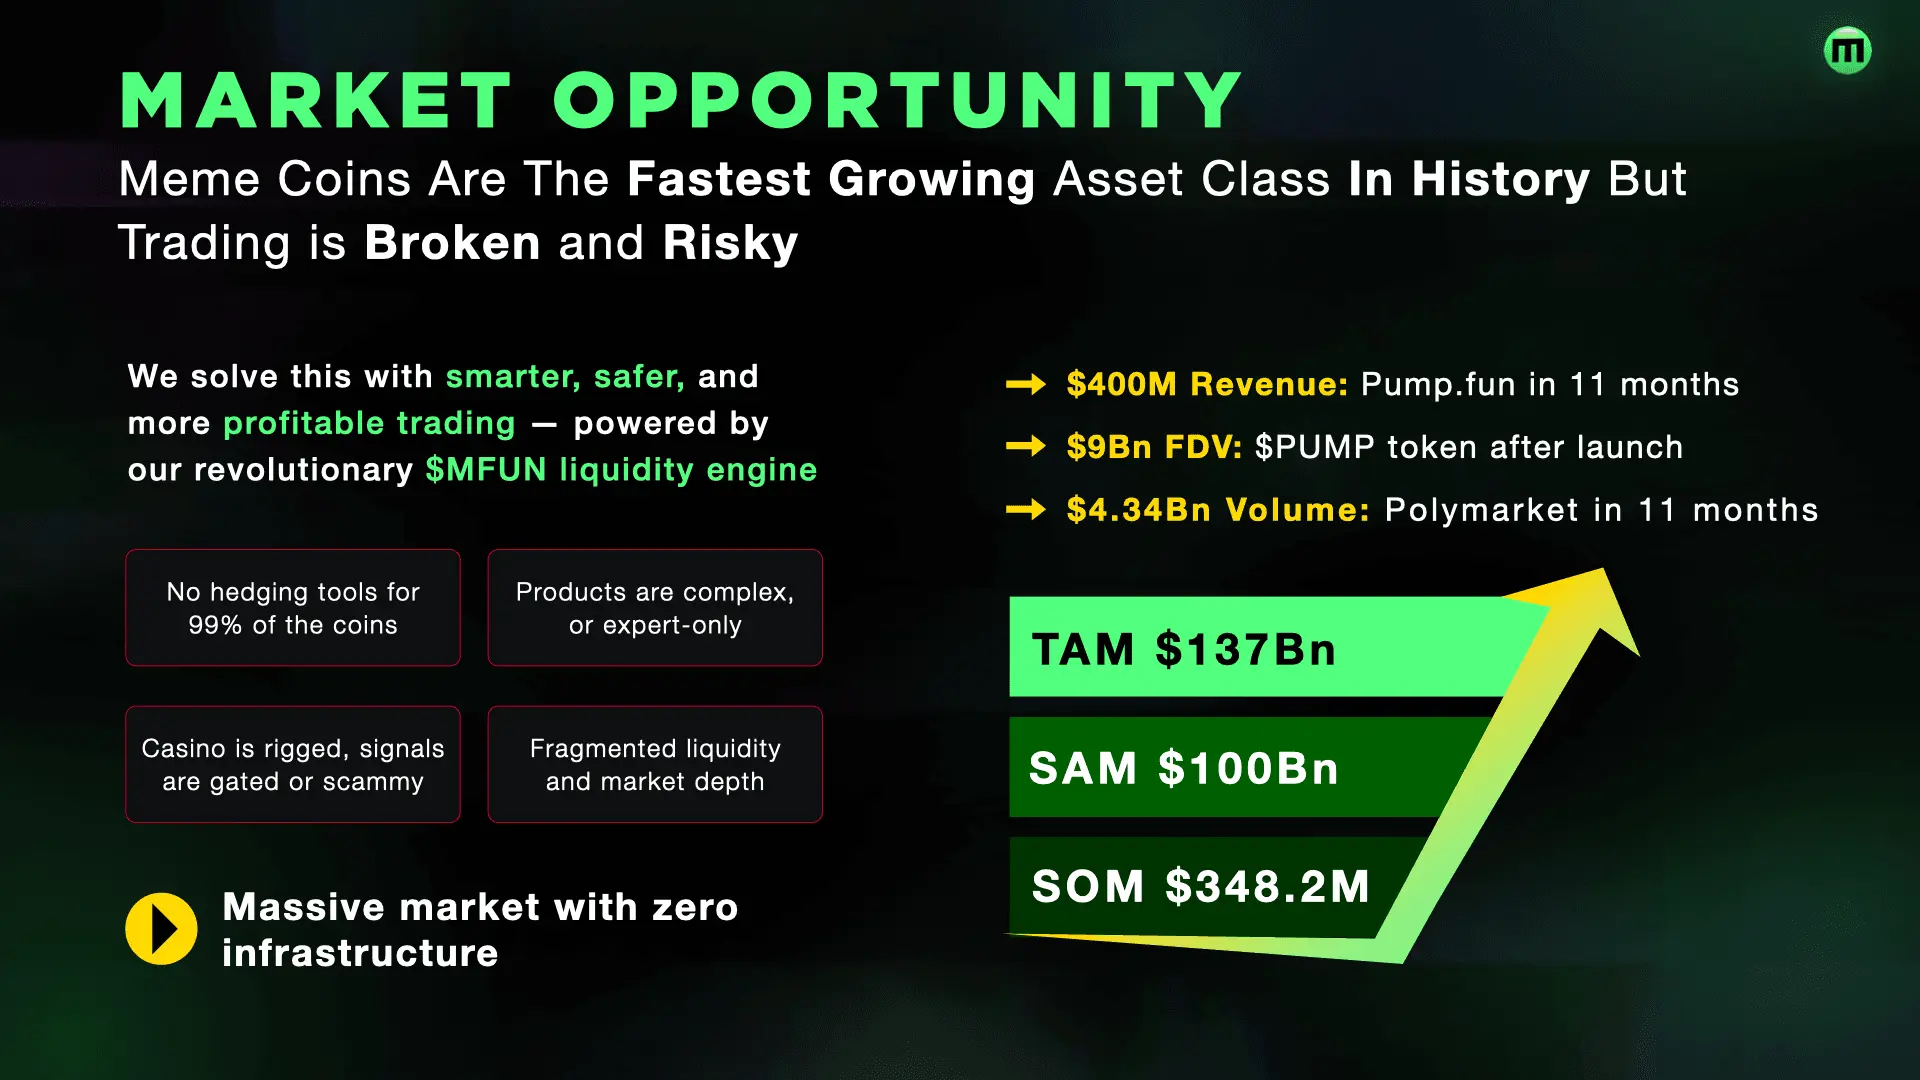 m
MARKET OPPORTUNITY
Meme Coins Are The Fastest Growing Asset Class In History But
Trading is Broken and Risky
We solve this with smarter, safer, and
more profitable trading — powered by
our revolutionary $MFUN liquidity engine
No hedging tools for
99% of the coins
Products are complex,
or expert-only
Casino is rigged, signals
are gated or scammy
Fragmented liquidity
and market depth
Massive market with zero
infrastructure
$400M Revenue: Pump.fun in 11 months
$9Bn FDV: $PUMP token after launch
$4.34Bn Volume: Polymarket in 11 months
TAM $137Bn
SAM $100Bn
SOM $348.2M